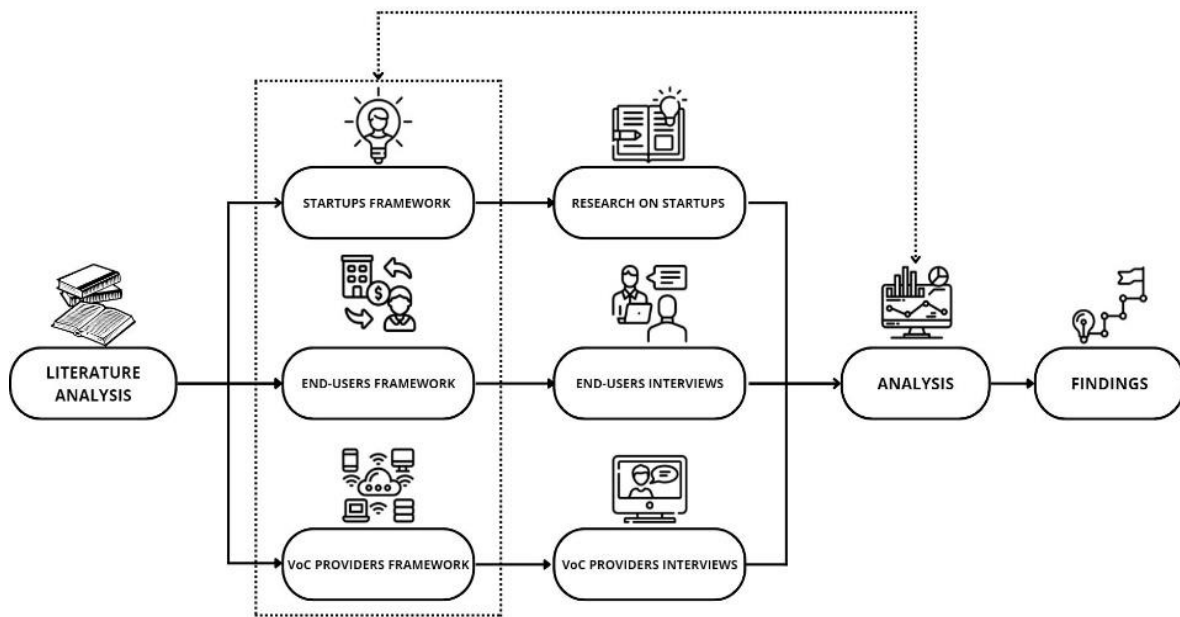 STARTUPS FRAMEWORK
RESEARCH ON STARTUPS
$
LITERATURE
ANALYSIS
END-USERS FRAMEWORK
END-USERS INTERVIEWS
ANALYSIS
FINDINGS
VoC PROVIDERS FRAMEWORK
VoC PROVIDERS INTERVIEWS